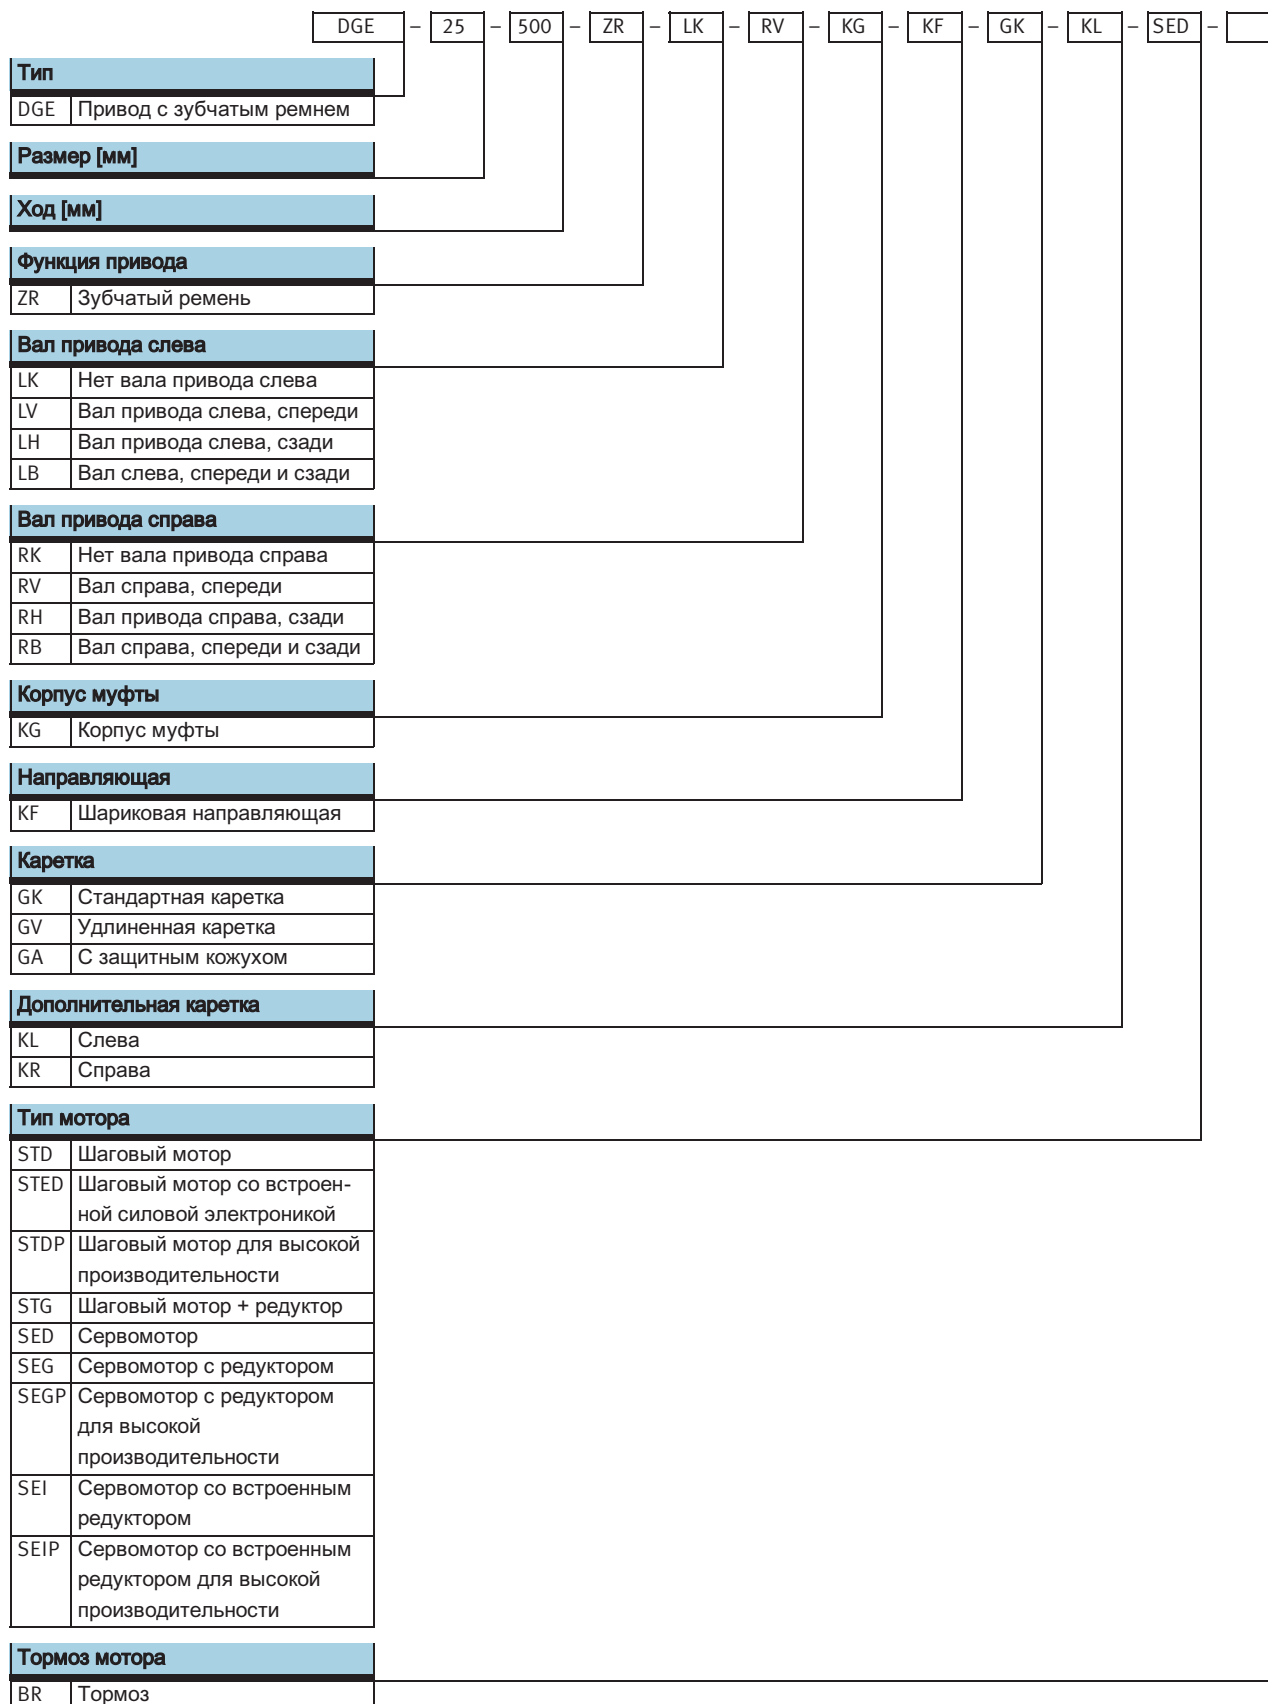 DGE – 25 – 500 – ZR – LK – RV – KG – KF – GK – KL – SED –
Тип
DGE Привод с зубчатым ремнем
Размер [мм]
Ход [мм]
Функция привода
ZR Зубчатый ремень
Вал привода слева
LK Нет вала привода слева
LV Вал привода слева, спереди
LH Вал привода слева, сзади
LB Вал слева, спереди и сзади
Вал привода справа
RK Нет вала привода справа
RV Вал справа, спереди
RH Вал привода справа, сзади
RB Вал справа, спереди и сзади
Корпус муфты
KG Корпус муфты
Направляющая
KF Шариковая направляющая
Каретка
GK Стандартная каретка
GV Удлиненная каретка
GA С защитным кожухом
Дополнительная каретка
KL Слева
KR Справа
Тип мотора
STD Шаговый мотор
STED Шаговый мотор со встроен-
ной силовой электроникой
STDP Шаговый мотор для высокой
производительности
STG Шаговый мотор + редуктор
SED Сервомотор
SEG Сервомотор с редуктором
SEGP Сервомотор с редуктором
для высокой
производительности
SEI Сервомотор со встроенным
редуктором
SEIP Сервомотор со встроенным
редуктором для высокой
производительности
Тормоз мотора
BR Тормоз